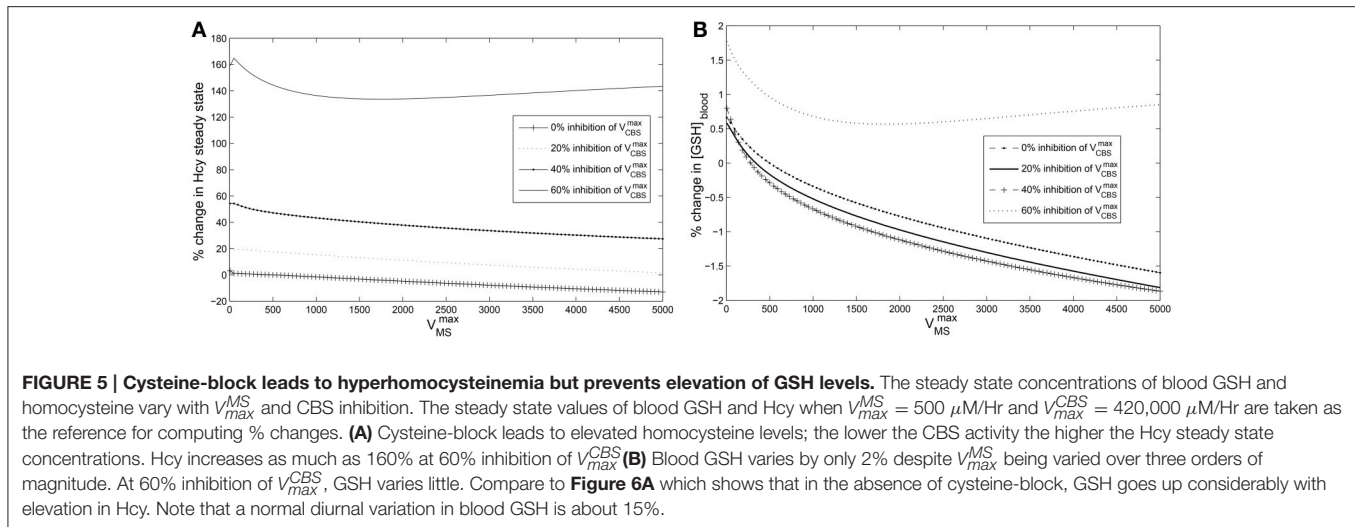 A
180
160
140
120
100
80
60
40
20
0
−20
% change in Hcy steady state
0% inhibition of V^max_CBS
20% inhibition of V^max_CBS
40% inhibition of V^max_CBS
60% inhibition of V^max_CBS
0 500 1000 1500 2000 2500 3000 3500 4000 4500 5000
V^max_MS
B
2
1.5
1
0.5
0
−0.5
−1
−1.5
−2
% change in [GSH]_blood
0% inhibition of V^max_CBS
20% inhibition of V^max_CBS
40% inhibition of V^max_CBS
60% inhibition of V^max_CBS
0 500 1000 1500 2000 2500 3000 3500 4000 4500 5000
V^max_MS
FIGURE 5 | Cysteine-block leads to hyperhomocysteinemia but prevents elevation of GSH levels. The steady state concentrations of blood GSH and
homocysteine vary with V^MS_max and CBS inhibition. The steady state values of blood GSH and Hcy when V^MS_max = 500 μM/Hr and V^CBS_max = 420,000 μM/Hr are taken as
the reference for computing % changes. (A) Cysteine-block leads to elevated homocysteine levels; the lower the CBS activity the higher the Hcy steady state
concentrations. Hcy increases as much as 160% at 60% inhibition of V^CBS_max (B) Blood GSH varies by only 2% despite V^MS_max being varied over three orders of
magnitude. At 60% inhibition of V^CBS_max, GSH varies little. Compare to Figure 6A which shows that in the absence of cysteine-block, GSH goes up considerably with
elevation in Hcy. Note that a normal diurnal variation in blood GSH is about 15%.